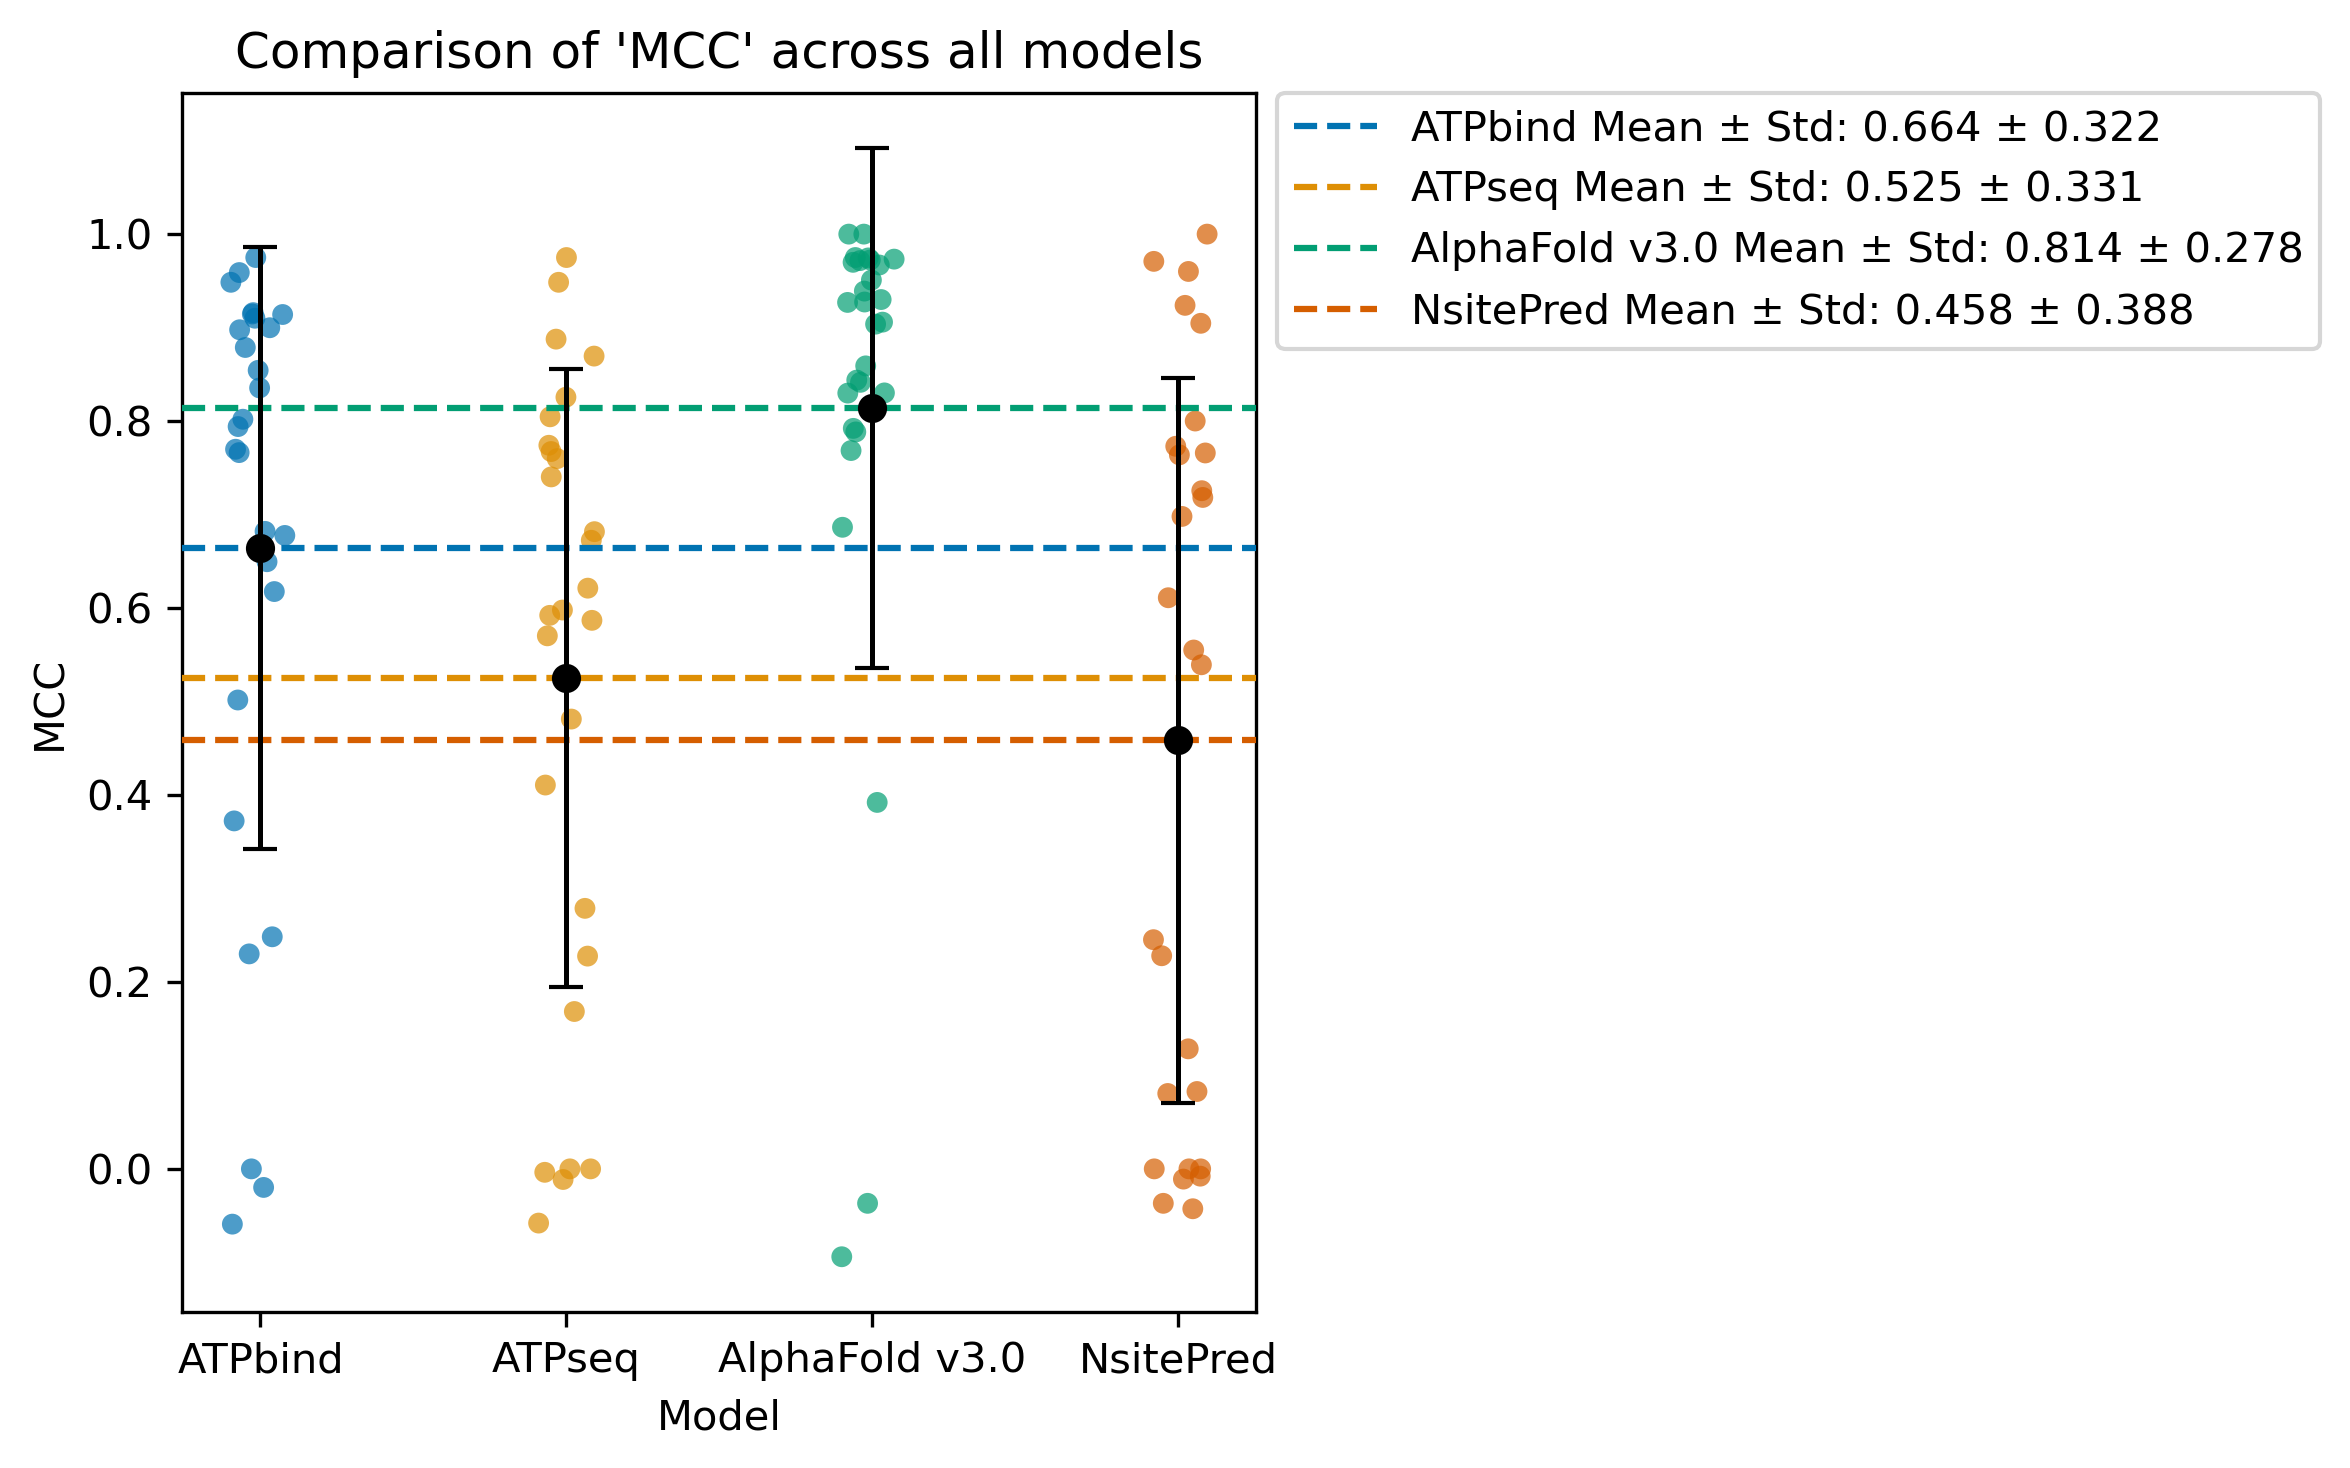 Comparison of 'MCC' across all models
ATPbind Mean ± Std: 0.664 ± 0.322
ATPseq Mean ± Std: 0.525 ± 0.331
AlphaFold v3.0 Mean ± Std: 0.814 ± 0.278
NsitePred Mean ± Std: 0.458 ± 0.388
MCC
1.0
0.8
0.6
0.4
0.2
0.0
ATPbind
ATPseq
AlphaFold v3.0
NsitePred
Model